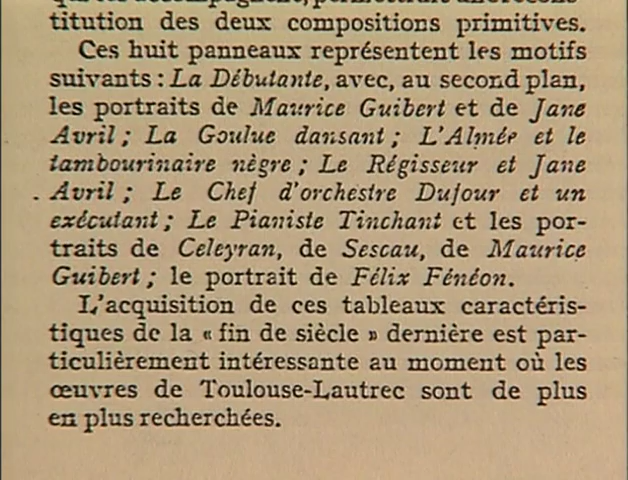 titution des deux compositions primitives.
Ces huit panneaux représentent les motifs
suivants : La Débutante, avec, au second plan,
les portraits de Maurice Guibert et de Jane
Avril ; La Goulue dansant ; L'Almée et le
tambourinaire nègre ; Le Régisseur et Jane
Avril ; Le Chef d'orchestre Dufour et un
exécutant ; Le Pianiste Tinchant et les por-
traits de Celeyran, de Sescau, de Maurice
Guibert ; le portrait de Félix Fénéon.
L'acquisition de ces tableaux caractéris-
tiques de la « fin de siècle » dernière est par-
ticulièrement intéressante au moment où les
œuvres de Toulouse-Lautrec sont de plus
en plus recherchées.